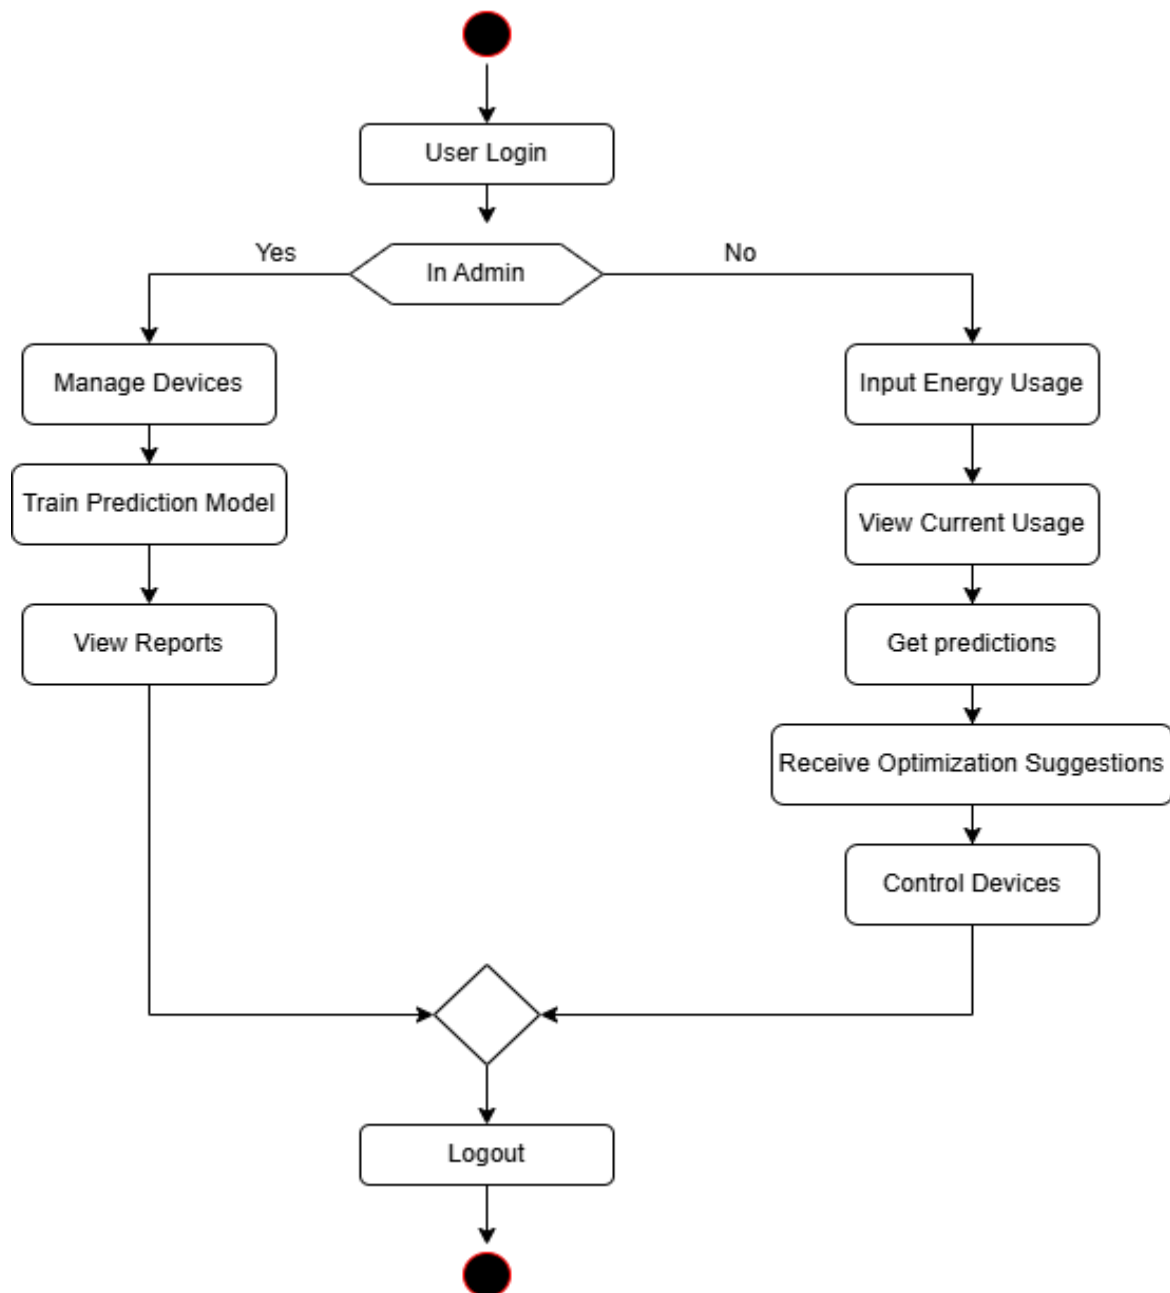 User Login
Yes
In Admin
No
Manage Devices
Input Energy Usage
Train Prediction Model
View Current Usage
View Reports
Get predictions
Receive Optimization Suggestions
Control Devices
Logout